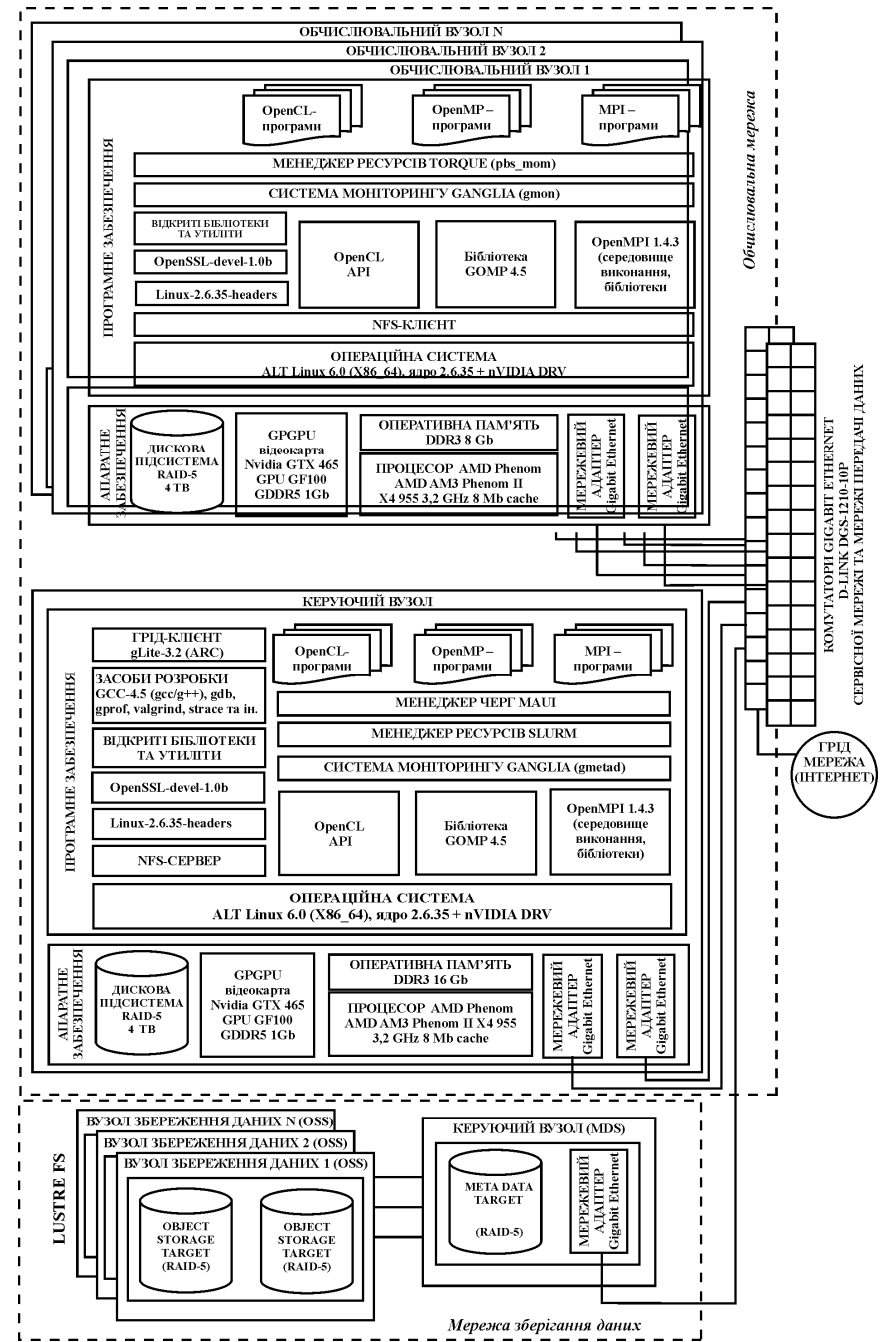 ОБЧИСЛЮВАЛЬНИЙ ВУЗОЛ N
ОБЧИСЛЮВАЛЬНИЙ ВУЗОЛ 2
ОБЧИСЛЮВАЛЬНИЙ ВУЗОЛ 1
ПРОГРАМНЕ ЗАБЕЗПЕЧЕННЯ
OpenCL-
програми
OpenMP –
програми
MPI –
програми
МЕНЕДЖЕР РЕСУРСІВ TORQUE (pbs_mom)
СИСТЕМА МОНІТОРИНГУ GANGLIA (gmon)
ВІДКРИТІ БІБЛІОТЕКИ
ТА УТИЛІТИ
OpenSSL-devel-1.0b
Linux-2.6.35-headers
OpenCL
API
Бібліотека
GOMP 4.5
OpenMPI 1.4.3
(середовище
виконання,
бібліотеки
NFS-КЛІЄНТ
ОПЕРАЦІЙНА СИСТЕМА
ALT Linux 6.0 (X86_64), ядро 2.6.35 + nVIDIA DRV
АПАРАТНЕ
ЗАБЕЗПЕЧЕННЯ
ДИСКОВА
ПІДСИСТЕМА
RAID-5
4 TB
GPGPU
відеокарта
Nvidia GTX 465
GPU GF100
GDDR5 1Gb
ОПЕРАТИВНА ПАМ'ЯТЬ
DDR3 8 Gb
ПРОЦЕСОР AMD Phenom
AMD AM3 Phenom II
X4 955 3,2 GHz 8 Mb cache
МЕРЕЖЕВИЙ
АДАПТЕР
Gigabit Ethernet
МЕРЕЖЕВИЙ
АДАПТЕР
Gigabit Ethernet
Обчислювальна мережа
КОМУТАТОРИ GIGABIT ETHERNET
D-LINK DGS-1210-10P
СЕРВІСНОЇ МЕРЕЖІ ТА МЕРЕЖІ ПЕРЕДАЧІ ДАНИХ
ГРІД
МЕРЕЖА
(ІНТЕРНЕТ)
КЕРУЮЧИЙ ВУЗОЛ
ПРОГРАМНЕ ЗАБЕЗПЕЧЕННЯ
ГРІД-КЛІЄНТ
gLite-3.2 (ARC)
ЗАСОБИ РОЗРОБКИ
GCC-4.5 (gcc/g++), gdb,
gprof, valgrind, strace та ін.
ВІДКРИТІ БІБЛІОТЕКИ
ТА УТИЛІТИ
OpenSSL-devel-1.0b
Linux-2.6.35-headers
NFS-СЕРВЕР
OpenCL-
програми
OpenMP –
програми
MPI –
програми
МЕНЕДЖЕР ЧЕРГ MAUI
МЕНЕДЖЕР РЕСУРСІВ SLURM
СИСТЕМА МОНІТОРИНГУ GANGLIA (gmetad)
OpenCL
API
Бібліотека
GOMP 4.5
OpenMPI 1.4.3
(середовище
виконання,
бібліотеки)
ОПЕРАЦІЙНА СИСТЕМА
ALT Linux 6.0 (X86_64), ядро 2.6.35 + nVIDIA DRV
АПАРАТНЕ
ЗАБЕЗПЕЧЕННЯ
ДИСКОВА
ПІДСИСТЕМА
RAID-5
4 TB
GPGPU
відеокарта
Nvidia GTX 465
GPU GF100
GDDR5 1Gb
ОПЕРАТИВНА ПАМ'ЯТЬ
DDR3 16 Gb
ПРОЦЕСОР AMD Phenom
AMD AM3 Phenom II X4 955
3,2 GHz 8 Mb cache
МЕРЕЖЕВИЙ
АДАПТЕР
Gigabit Ethernet
МЕРЕЖЕВИЙ
АДАПТЕР
Gigabit Ethernet
LUSTRE FS
ВУЗОЛ ЗБЕРЕЖЕННЯ ДАНИХ N (OSS)
ВУЗОЛ ЗБЕРЕЖЕННЯ ДАНИХ 2 (OSS)
ВУЗОЛ ЗБЕРЕЖЕННЯ ДАНИХ 1 (OSS)
OBJECT
STORAGE
TARGET
(RAID-5)
OBJECT
STORAGE
TARGET
(RAID-5)
КЕРУЮЧИЙ ВУЗОЛ (MDS)
META DATA
TARGET
(RAID-5)
МЕРЕЖЕВИЙ
АДАПТЕР
Gigabit Ethernet
Мережа зберігання даних